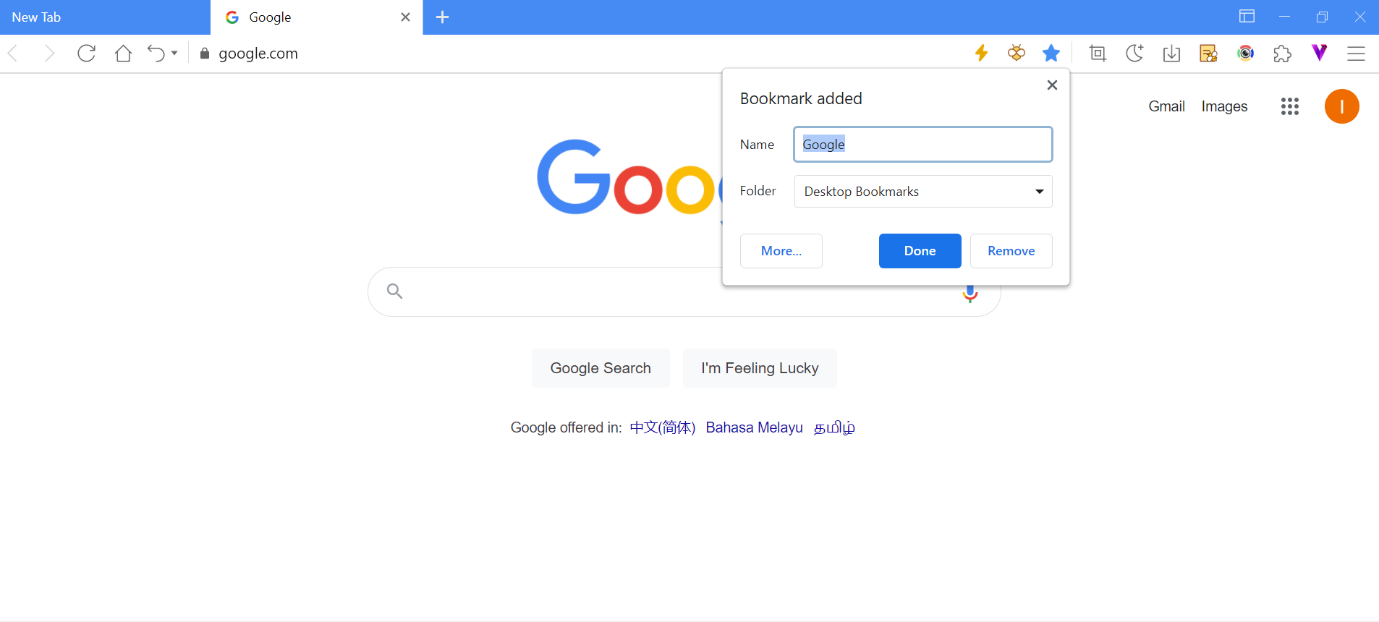 New Tab
Google
google.com
Bookmark added
Name Google
Folder Desktop Bookmarks
More... Done Remove
Gmail Images I
Goo
Google Search I'm Feeling Lucky
Google offered in: 中文(简体) Bahasa Melayu தமிழ்